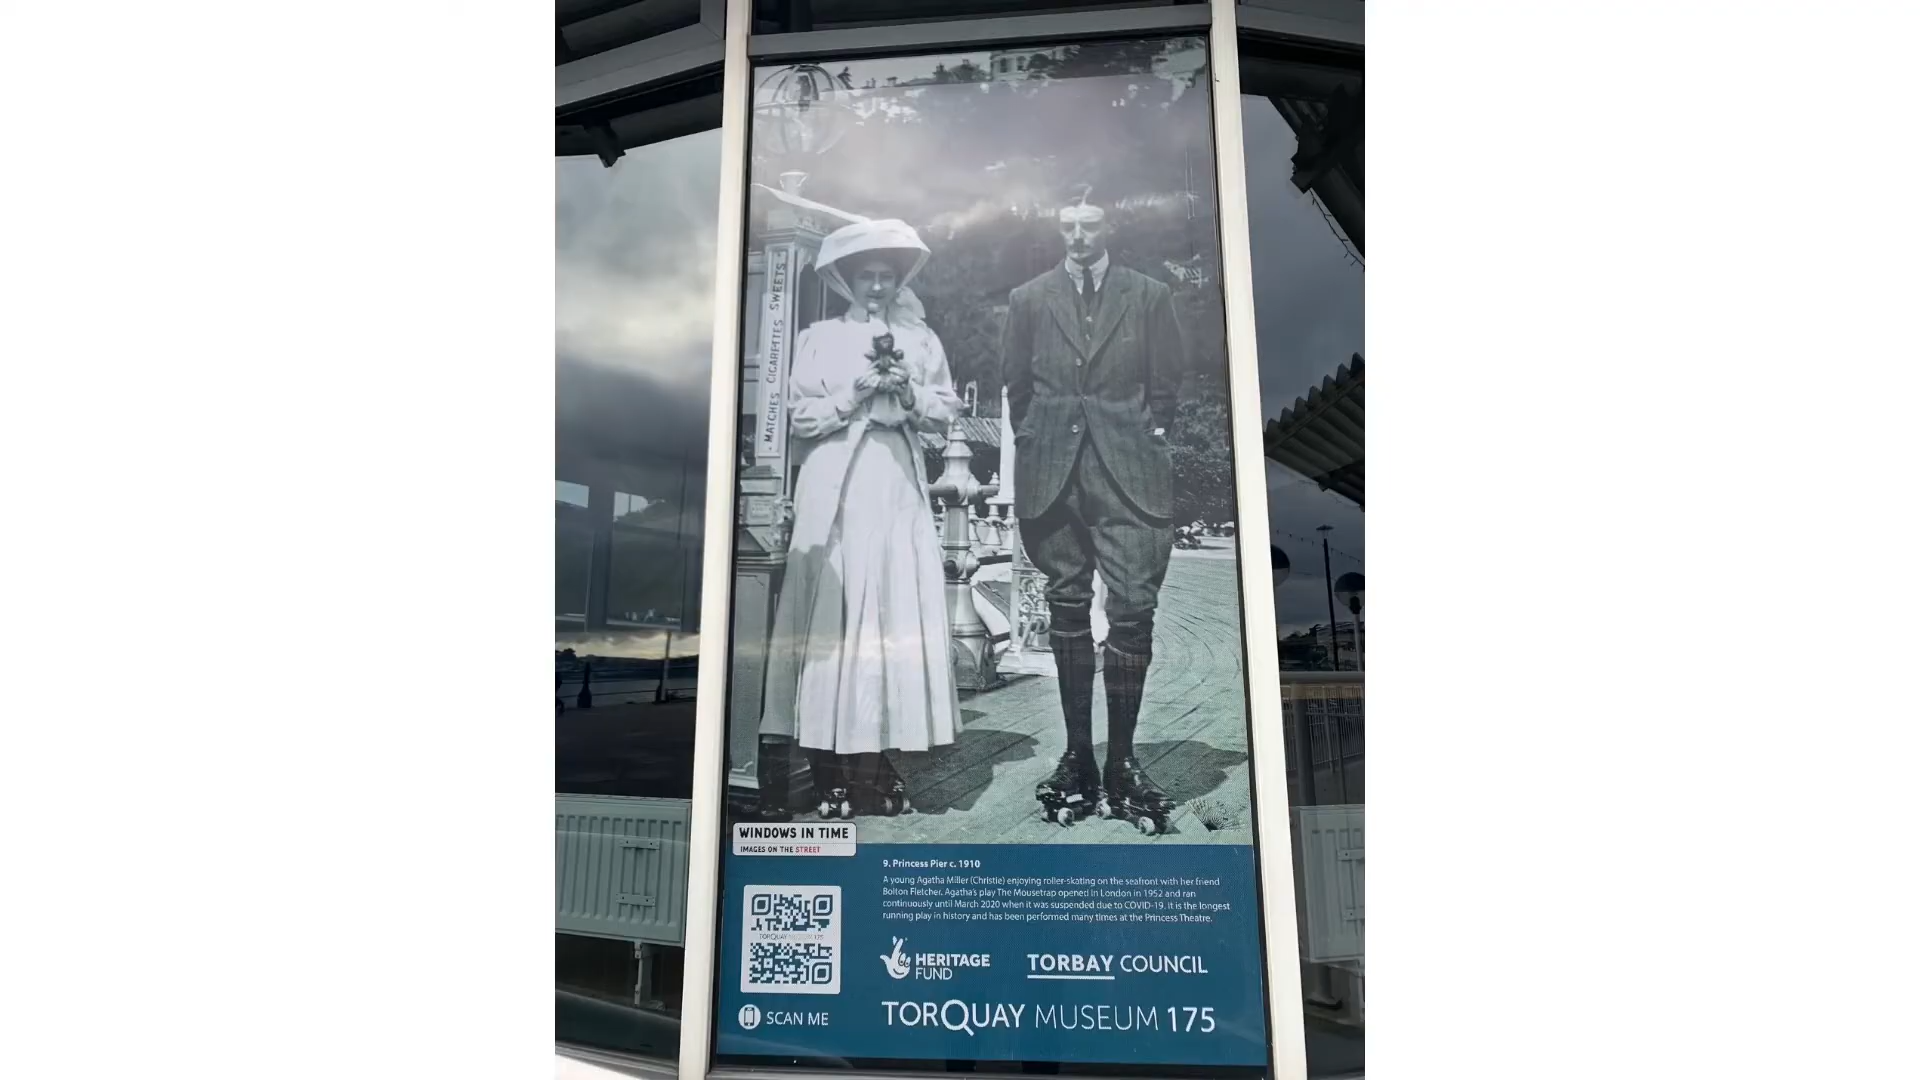 MATCHES CIGARETTES SWEETS
WINDOWS IN TIME
IMAGES ON THE STREET
9. Princess Pier c. 1910
A young Agatha Miller (Christie) enjoying roller-skating on the seafront with her friend
Bolton Fletcher. Agatha's play The Mousetrap opened in London in 1952 and ran
continuously until March 2020 when it was suspended due to COVID-19. It is the longest
running play in history and has been performed many times at the Princess Theatre.
TORQUAY MUSEUM 175
SCAN ME
HERITAGE
FUND
TORBAY COUNCIL
TORQUAY MUSEUM 175